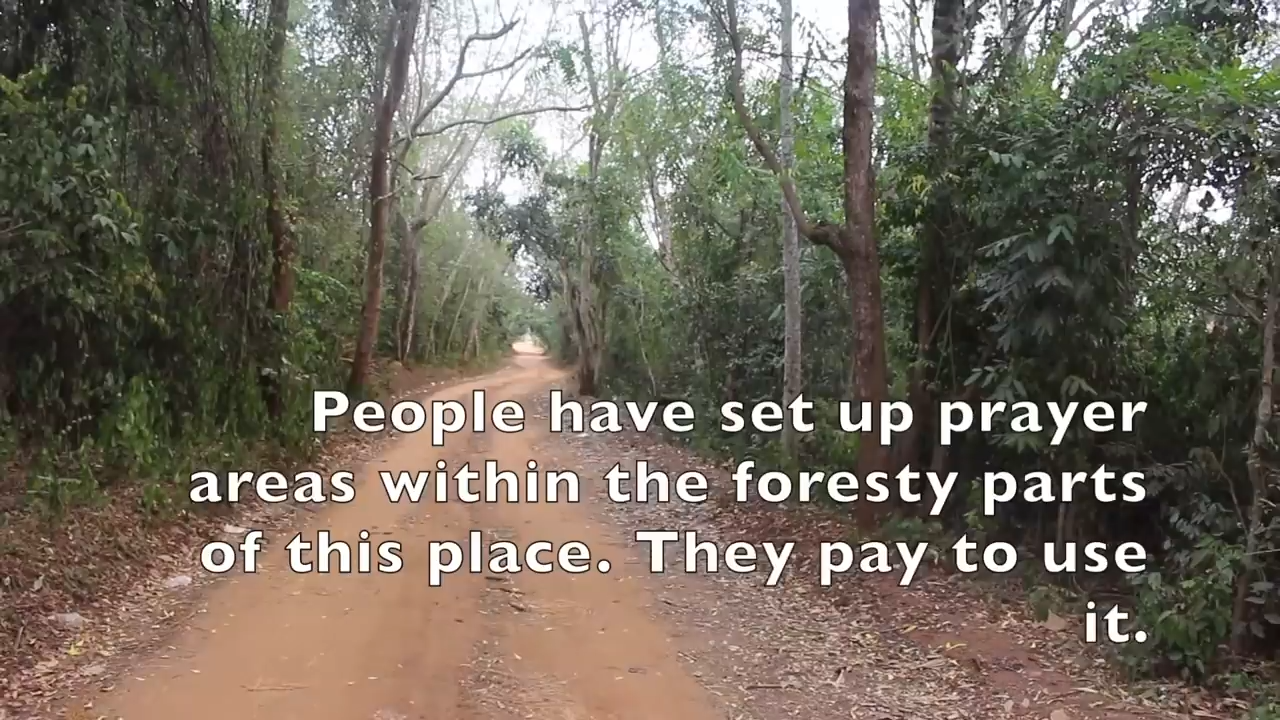 People have set up prayer
areas within the foresty parts
of this place. They pay to use
it.